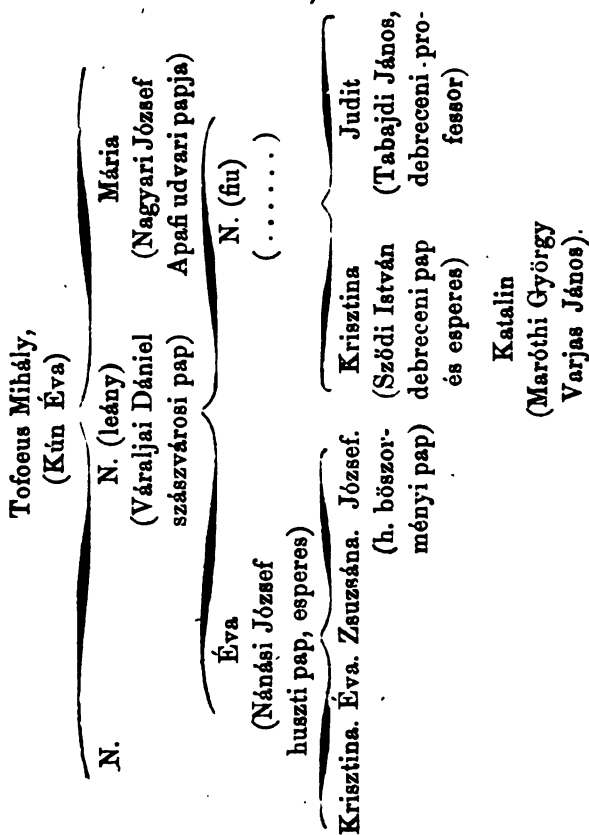 Tofoeus Mihály,
(Kún Éva)
N.
N. (leány)
(Váraljai Dániel
szászvárosi pap)
Mária
(Nagyari József
Apafi udvari papja)
Éva
(Nánási József
huszti pap, esperes)
N. (fiu)
(.......)
Krisztina. Éva. Zsuzsána. József.
(h. böszor-
ményi pap)
Krisztina
(Sződi István
debreceni pap
és esperes)
Judit
(Tabajdi János,
debreceni pro-
fessor)
Katalin
(Maróthi György
Varjas János).